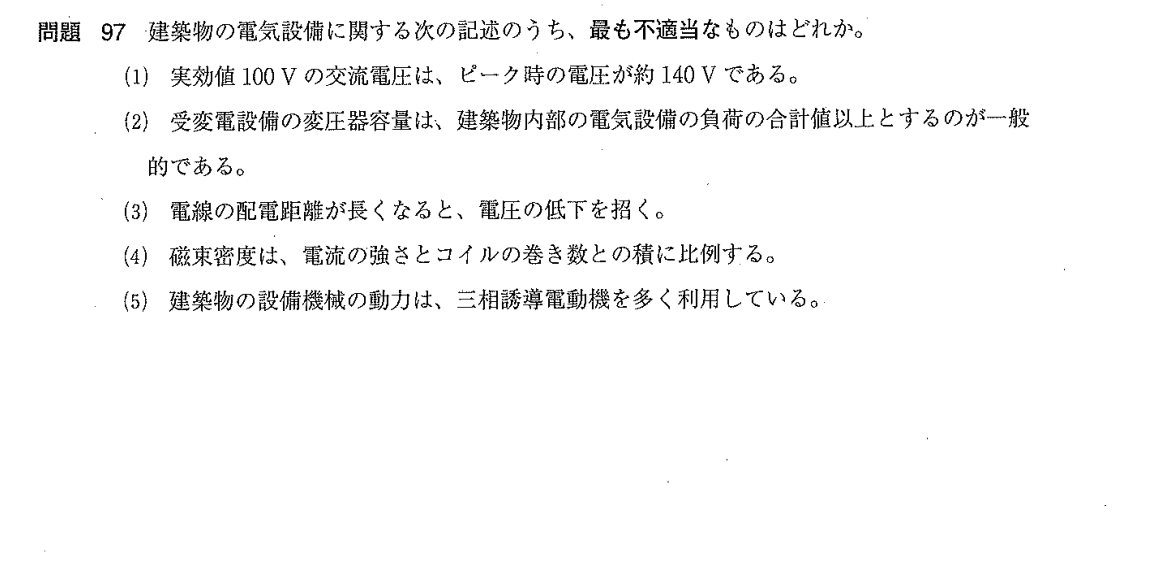 問題 97 建築物の電気設備に関する次の記述のうち、最も不適当なものはどれか。
(1) 実効値 100 V の交流電圧は、ピーク時の電圧が約 140 V である。
(2) 受変電設備の変圧器容量は、建築物内部の電気設備の負荷の合計値以上とするのが一般
的である。
(3) 電線の配電距離が長くなると、電圧の低下を招く。
(4) 磁束密度は、電流の強さとコイルの巻き数との積に比例する。
(5) 建築物の設備機械の動力は、三相誘導電動機を多く利用している。